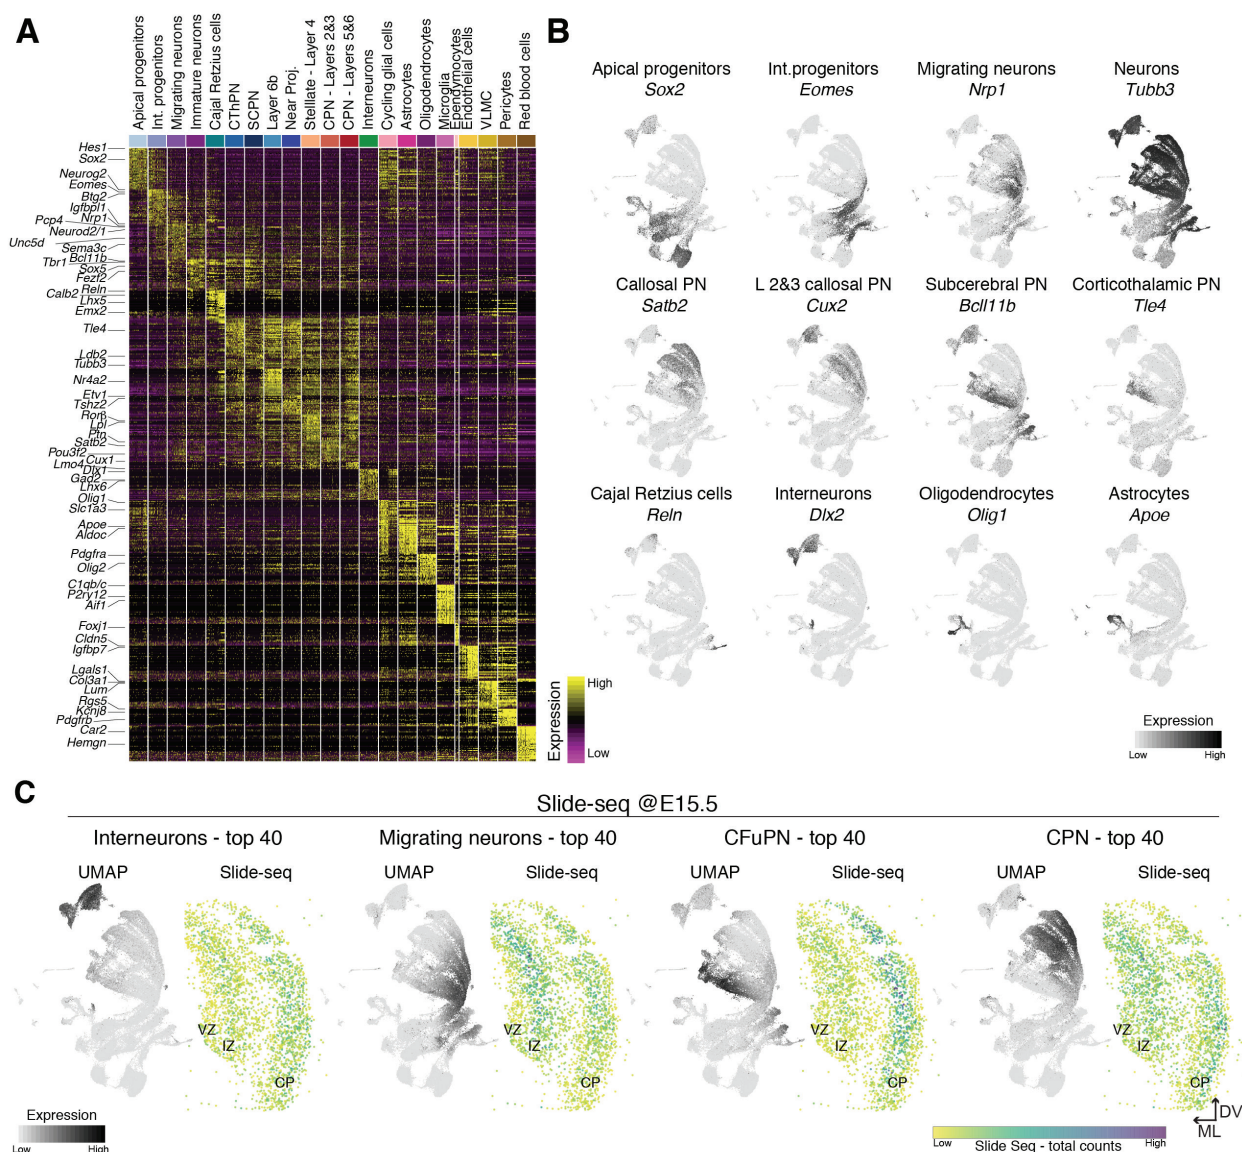 A
Apical progenitors
Int. progenitors
Migrating neurons
Immature neurons
Cajal Retzius cells
CThPN
SCPN
Layer 6b
Near Proj.
Stelllate - Layer 4
CPN - Layers 2&3
CPN - Layers 5&6
Interneurons
Cycling glial cells
Astrocytes
Oligodendrocytes
Microglia
Ependymocytes
Endothelial cells
VLMC
Pericytes
Red blood cells
Hes1
Sox2
Neurog2
Eomes
Btg2
Igfbpl1
Nrp1
Pcp4
Neurod2/1
Unc5d
Sema3c
Bcl11b
Tbr1
Sox5
Fezf2
Reln
Calb2
Lhx5
Emx2
Tle4
Ldb2
Tubb3
Nr4a2
Etv1
Tshz2
Rorb
Lpl
Ptn
Satb2
Pou3f2
Cux1
Lmo4
Dlx1
Gad2
Lhx6
Olig1
Slc1a3
Apoe
Aldoc
Pdgfra
Olig2
C1qb/c
P2ry12
Aif1
Foxj1
Cldn5
Igfbp7
Lgals1
Col3a1
Lum
Rgs5
Kcnj8
Pdgfrb
Car2
Hemgn
Expression
High
Low
B
Apical progenitors
Sox2
Int.progenitors
Eomes
Migrating neurons
Nrp1
Neurons
Tubb3
Callosal PN
Satb2
L 2&3 callosal PN
Cux2
Subcerebral PN
Bcll11b
Corticothalamic PN
Tle4
Cajal Retzius cells
Reln
Interneurons
Dlx2
Oligodendrocytes
Olig1
Astrocytes
Apoe
Expression
Low High
C
Slide-seq @E15.5
Interneurons - top 40
Migrating neurons - top 40
CFuPN - top 40
CPN - top 40
UMAP Slide-seq
UMAP Slide-seq
UMAP Slide-seq
UMAP Slide-seq
VZ
IZ
CP
VZ
IZ
CP
VZ
IZ
CP
VZ
IZ
CP
Expression
Low High
DV
ML
Low High
Slide Seq - total counts